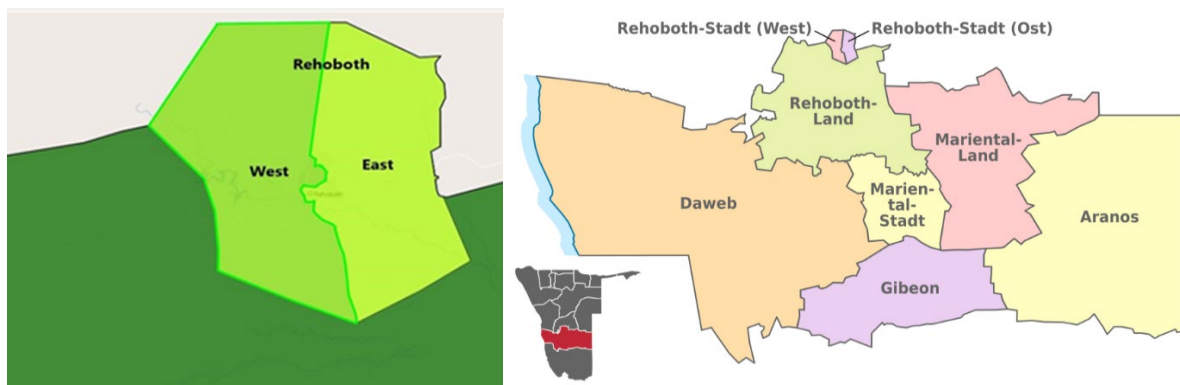 Rehoboth
West
East
Rehoboth-Stadt (West)
Rehoboth-Stadt (Ost)
Rehoboth-
Land
Mariental-
Land
Marien-
tal-
Stadt
Daweb
Aranos
Gibeon